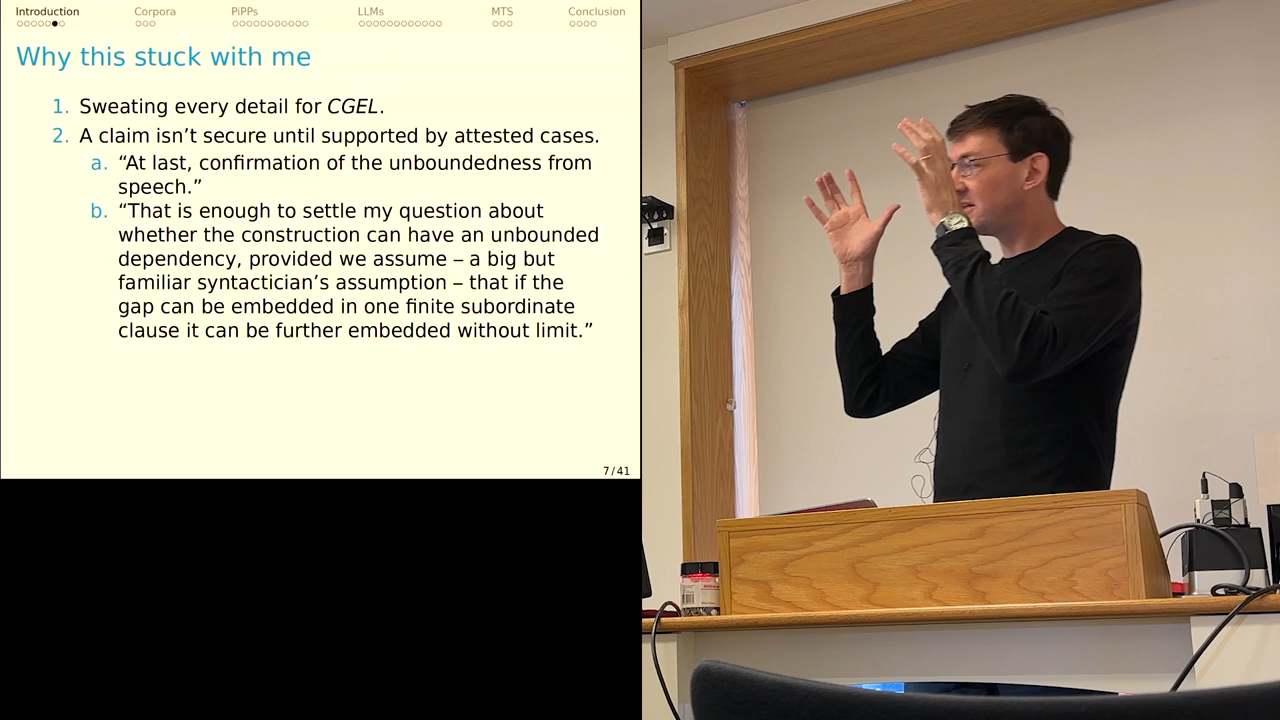 Introduction Corpora PiPPs LLMs MTS Conclusion
Why this stuck with me
1. Sweating every detail for CGEL.
2. A claim isn’t secure until supported by attested cases.
a. “At last, confirmation of the unboundedness from
speech.”
b. “That is enough to settle my question about
whether the construction can have an unbounded
dependency, provided we assume – a big but
familiar syntactician’s assumption – that if the
gap can be embedded in one finite subordinate
clause it can be further embedded without limit.”
7/41